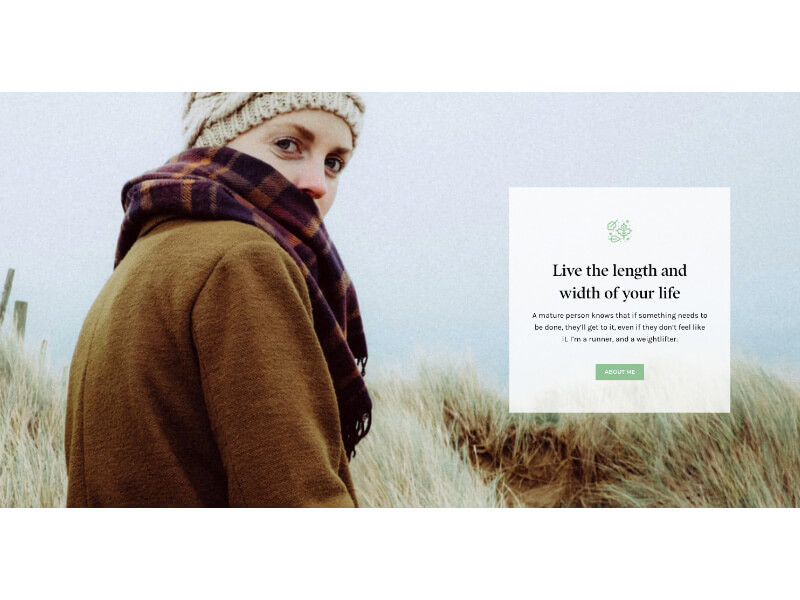 Live the length and
width of your life
A mature person knows that if something needs to
be done, they'll get to it, even if they don't feel like
it. I'm a runner, and a weightlifter.
ABOUT ME